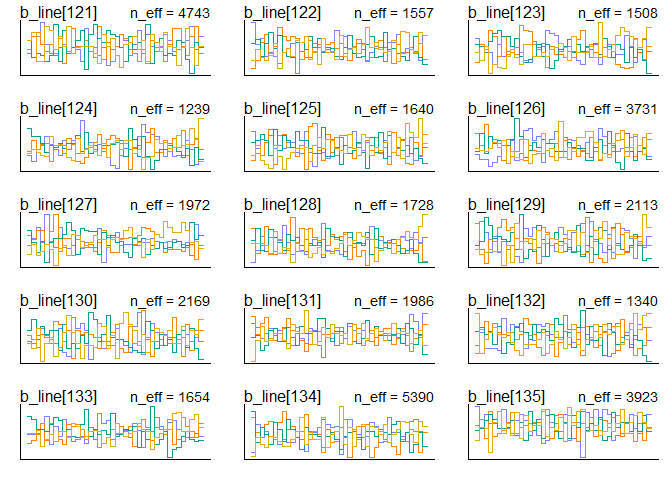 b_line[121] n_eff = 4743 b_line[122] n_eff = 1557 b_line[123] n_eff = 1508
b_line[124] n_eff = 1239 b_line[125] n_eff = 1640 b_line[126] n_eff = 3731
b_line[127] n_eff = 1972 b_line[128] n_eff = 1728 b_line[129] n_eff = 2113
b_line[130] n_eff = 2169 b_line[131] n_eff = 1986 b_line[132] n_eff = 1340
b_line[133] n_eff = 1654 b_line[134] n_eff = 5390 b_line[135] n_eff = 3923